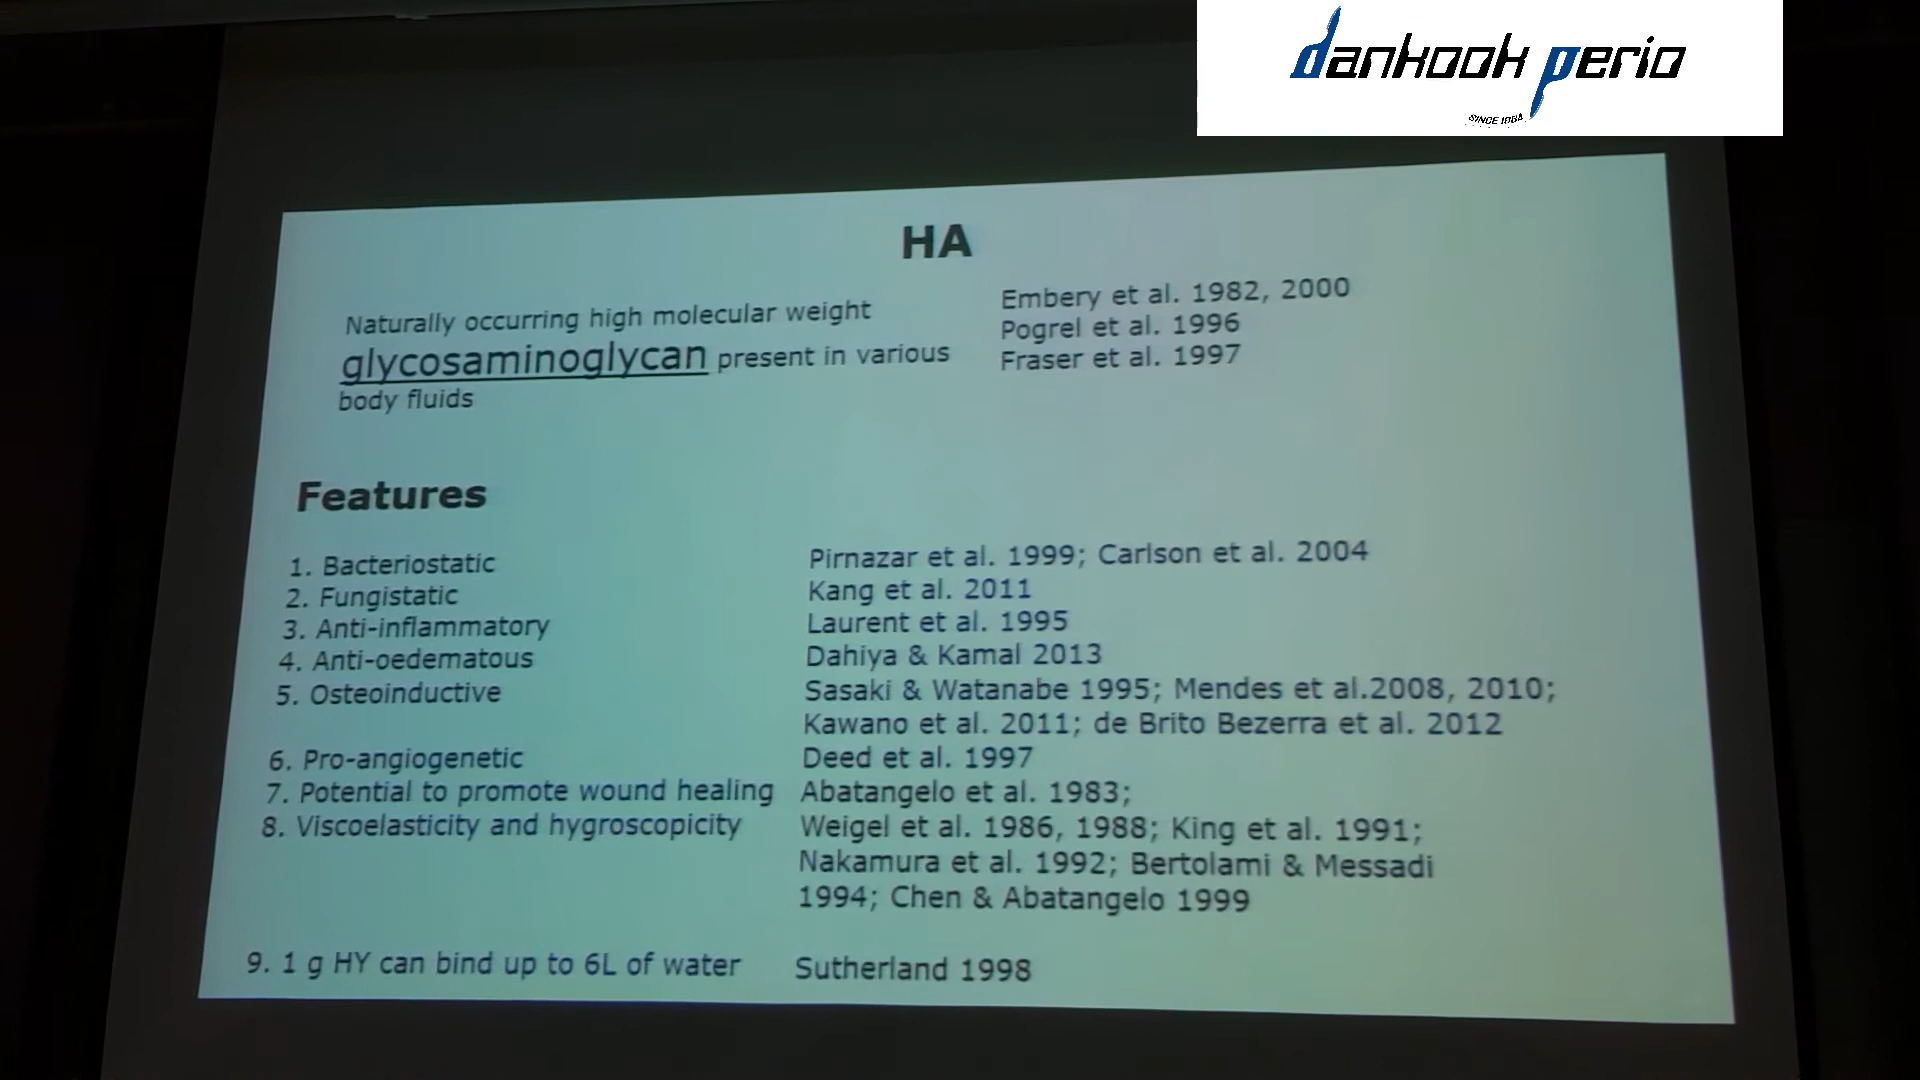 dankook perio
SINCE 1984
HA
Naturally occurring high molecular weight
glycosaminoglycan present in various
body fluids
Embery et al. 1982, 2000
Pogrel et al. 1996
Fraser et al. 1997
Features
1. Bacteriostatic Pirnazar et al. 1999; Carlson et al. 2004
2. Fungistatic Kang et al. 2011
3. Anti-inflammatory Laurent et al. 1995
4. Anti-oedematous Dahiya & Kamal 2013
5. Osteoinductive Sasaki & Watanabe 1995; Mendes et al.2008, 2010;
Kawano et al. 2011; de Brito Bezerra et al. 2012
6. Pro-angiogenetic Deed et al. 1997
7. Potential to promote wound healing Abatangelo et al. 1983;
8. Viscoelasticity and hygroscopicity Weigel et al. 1986, 1988; King et al. 1991;
Nakamura et al. 1992; Bertolami & Messadi
1994; Chen & Abatangelo 1999
9. 1 g HY can bind up to 6L of water Sutherland 1998